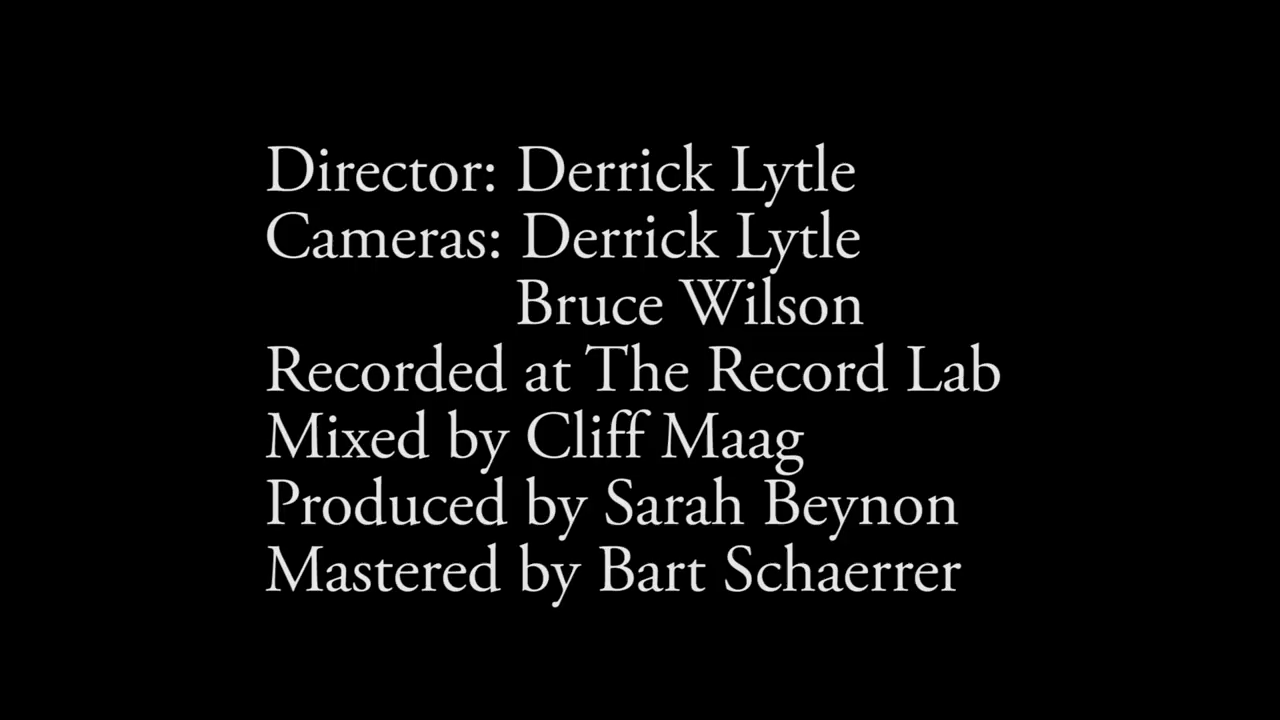 Director: Derrick Lytle
Cameras: Derrick Lytle
Bruce Wilson
Recorded at The Record Lab
Mixed by Cliff Maag
Produced by Sarah Beynon
Mastered by Bart Schaerrer